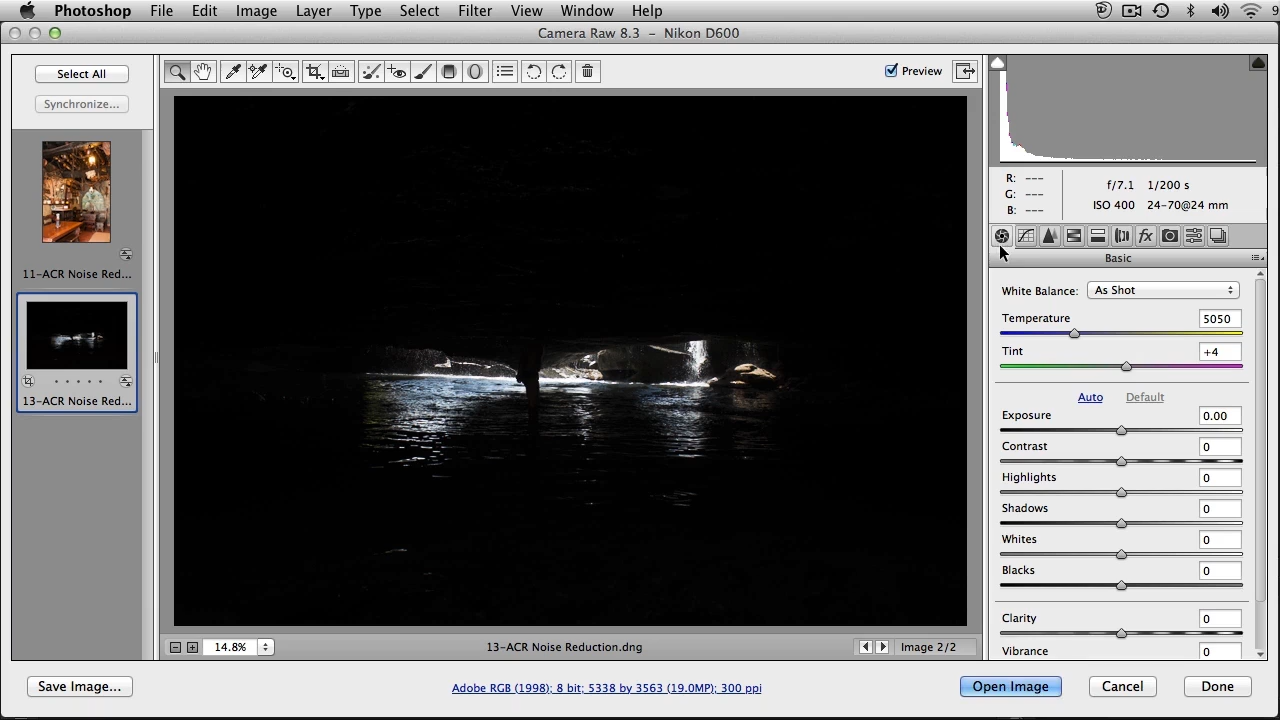 Photoshop File Edit Image Layer Type Select Filter View Window Help 9
Camera Raw 8.3 - Nikon D600
Select All
Synchronize...
11-ACR Noise Red...
13-ACR Noise Red...
Preview
R: ---
G: ---
B: ---
f/7.1 1/200 s
ISO 400 24-70@24 mm
fx
Basic
White Balance: As Shot
Temperature 5050
Tint +4
Auto Default
Exposure 0.00
Contrast 0
Highlights 0
Shadows 0
Whites 0
Blacks 0
Clarity 0
Vibrance 0
14.8% 13-ACR Noise Reduction.dng Image 2/2
Save Image... Adobe RGB (1998); 8 bit; 5338 by 3563 (19.0MP); 300 ppi Open Image Cancel Done